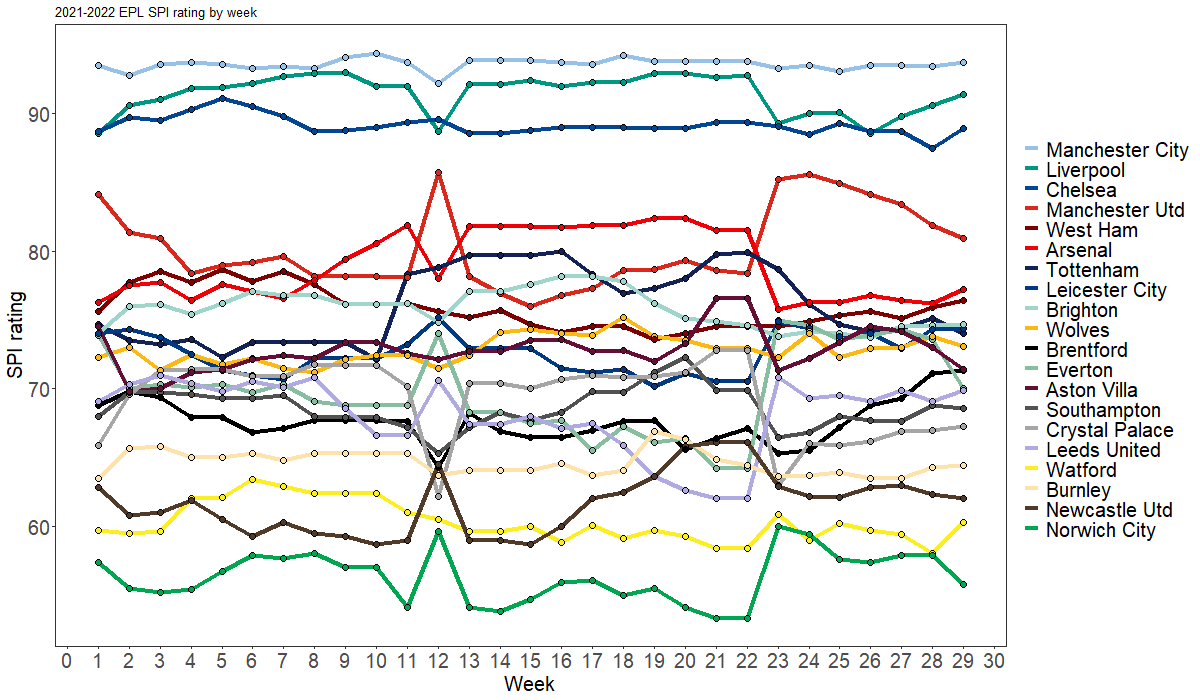 2021-2022 EPL SPI rating by week
SPI rating
90
80
70
60
0 1 2 3 4 5 6 7 8 9 10 11 12 13 14 15 16 17 18 19 20 21 22 23 24 25 26 27 28 29 30
Week
Manchester City
Liverpool
Chelsea
Manchester Utd
West Ham
Arsenal
Tottenham
Leicester City
Brighton
Wolves
Brentford
Everton
Aston Villa
Southampton
Crystal Palace
Leeds United
Watford
Burnley
Newcastle Utd
Norwich City